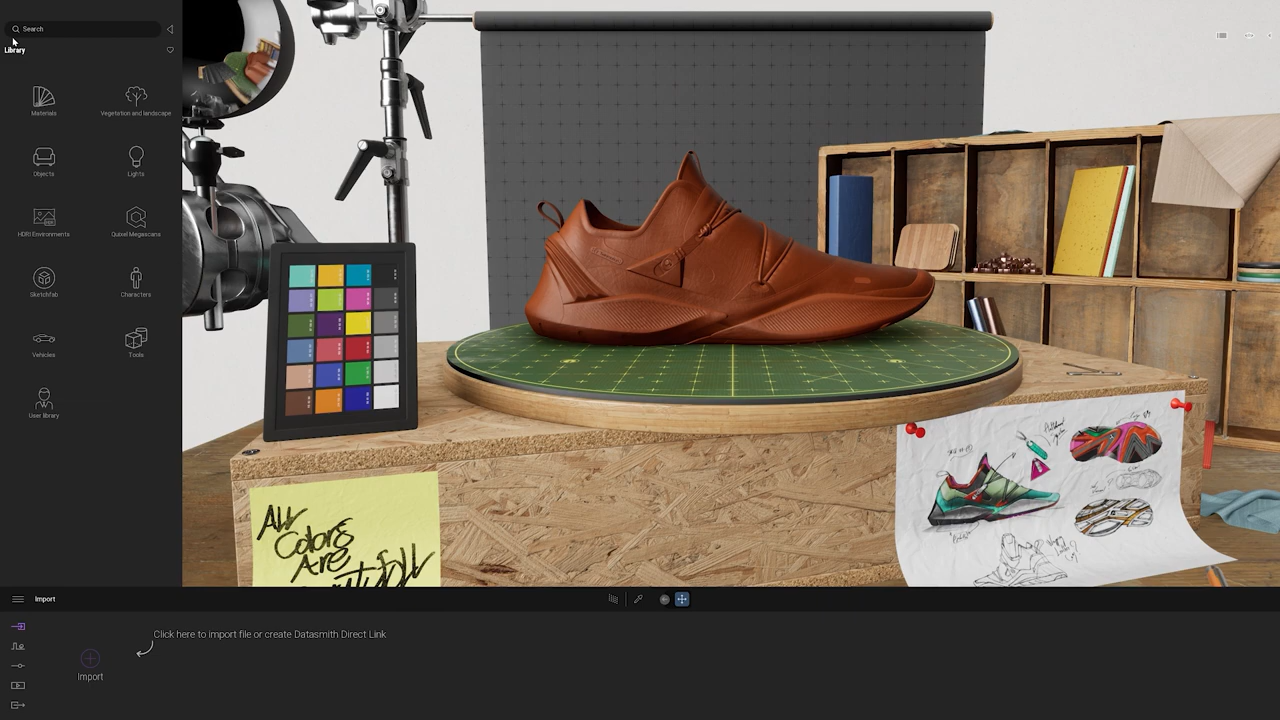 Search
Library
Materials
Vegetation and landscape
Objects
Lights
HDRI Environments
Quixel Megascans
Sketchfab
Characters
Vehicles
Tools
User library
ALL
Colors
ARE
Import
Click here to import file or create Datasmith Direct Link
Import